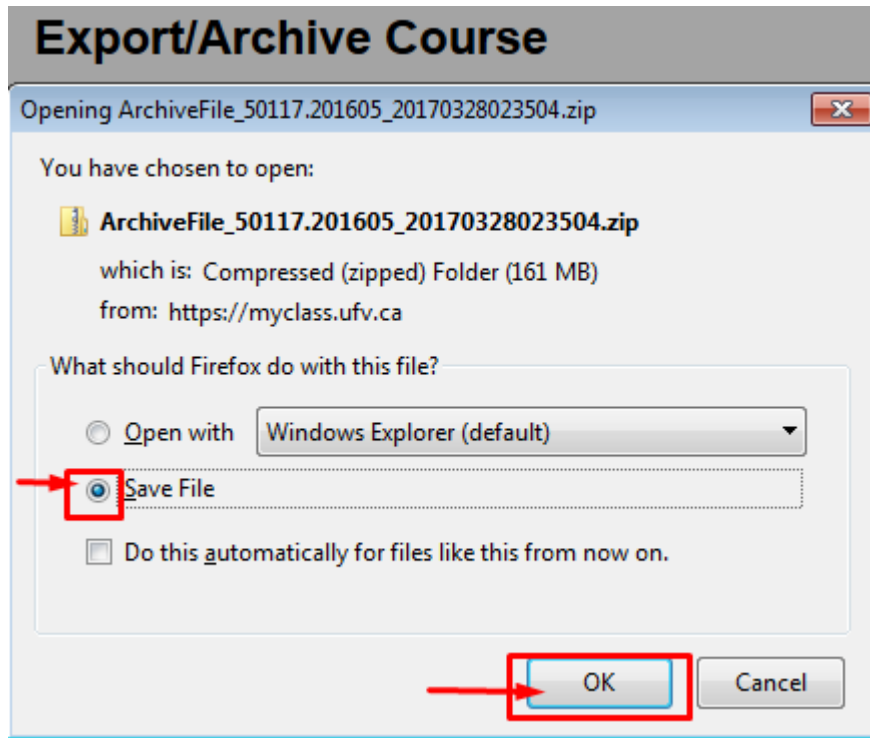 Export/Archive Course
Opening ArchiveFile_50117.201605_20170328023504.zip
You have chosen to open:
ArchiveFile_50117.201605_20170328023504.zip
which is: Compressed (zipped) Folder (161 MB)
from: https://myclass.ufv.ca
What should Firefox do with this file?
Open with Windows Explorer (default)
Save File
Do this automatically for files like this from now on.
OK Cancel